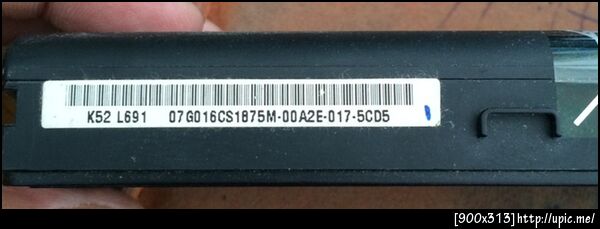 K52 L691 07G016CS1875M-00A2E-017-5CD5
[900x313]http://upic.me/